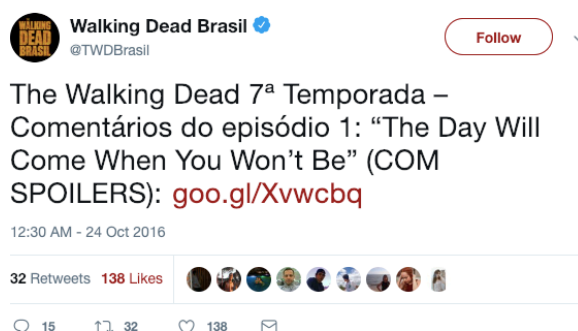 WALKING
DEAD
BRASIL
Walking Dead Brasil
@TWDBrasil
Follow
The Walking Dead 7ª Temporada –
Comentários do episódio 1: “The Day Will
Come When You Won’t Be” (COM
SPOILERS): goo.gl/Xvwcbq
12:30 AM - 24 Oct 2016
32 Retweets 138 Likes
15 32 138